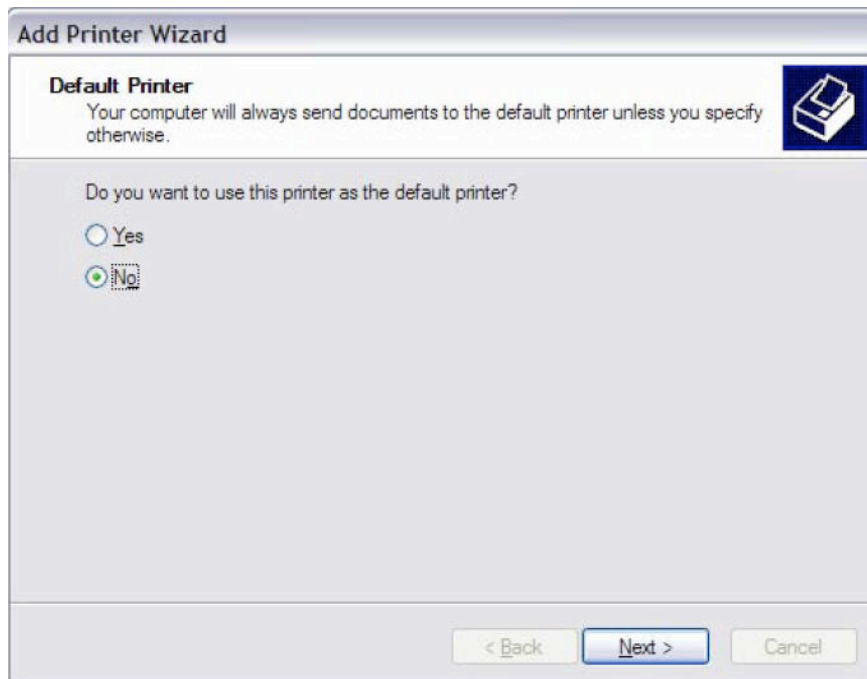 Add Printer Wizard
Default Printer
Your computer will always send documents to the default printer unless you specify
otherwise.
Do you want to use this printer as the default printer?
Yes
No
< Back
Next >
Cancel